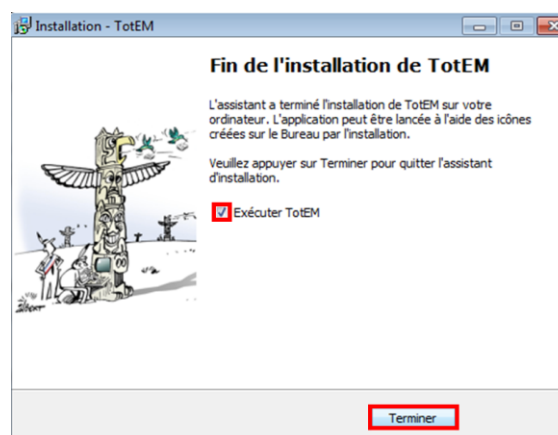 Installation - TotEM
Fin de l'installation de TotEM
L'assistant a terminé l'installation de TotEM sur votre
ordinateur. L'application peut être lancée à l'aide des icônes
créées sur le Bureau par l'installation.
Veuillez appuyer sur Terminer pour quitter l'assistant
d'installation.
Exécuter TotEM
Terminer